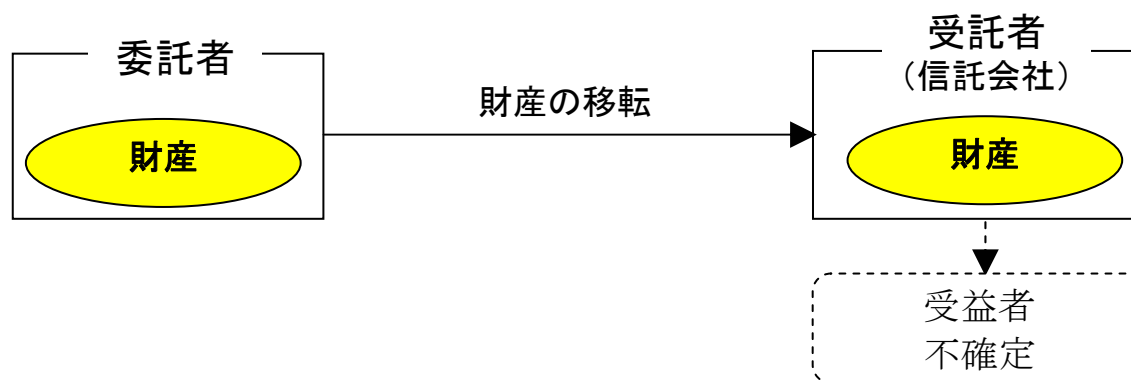 委託者
財産
財産の移転
受託者
（信託会社）
財産
受益者
不確定